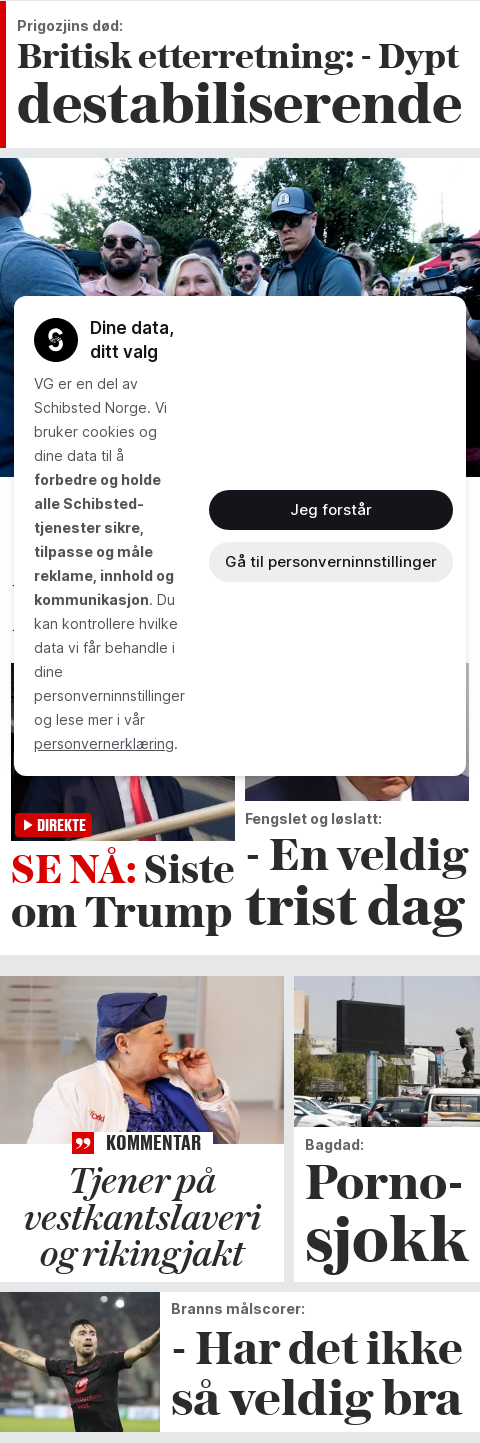 Prigozjins død:
Britisk etterretning: - Dypt
destabiliserende
Dine data,
ditt valg
VG er en del av
Schibsted Norge. Vi
bruker cookies og
dine data til å
forbedre og holde
alle Schibsted-
tjenester sikre,
tilpasse og måle
reklame, innhold og
kommunikasjon. Du
kan kontrollere hvilke
data vi får behandle i
dine
personverninnstillinger
og lese mer i vår
personvernerklæring.
Jeg forstår
Gå til personverninnstillinger
DIREKTE
SE NÅ: Siste
om Trump
Fengslet og løslatt:
- En veldig
trist dag
KOMMENTAR
Tjener på
vestkantslaveri
og rikingjakt
Bagdad:
Porno-
sjokk
Branns målscorer:
- Har det ikke
så veldig bra